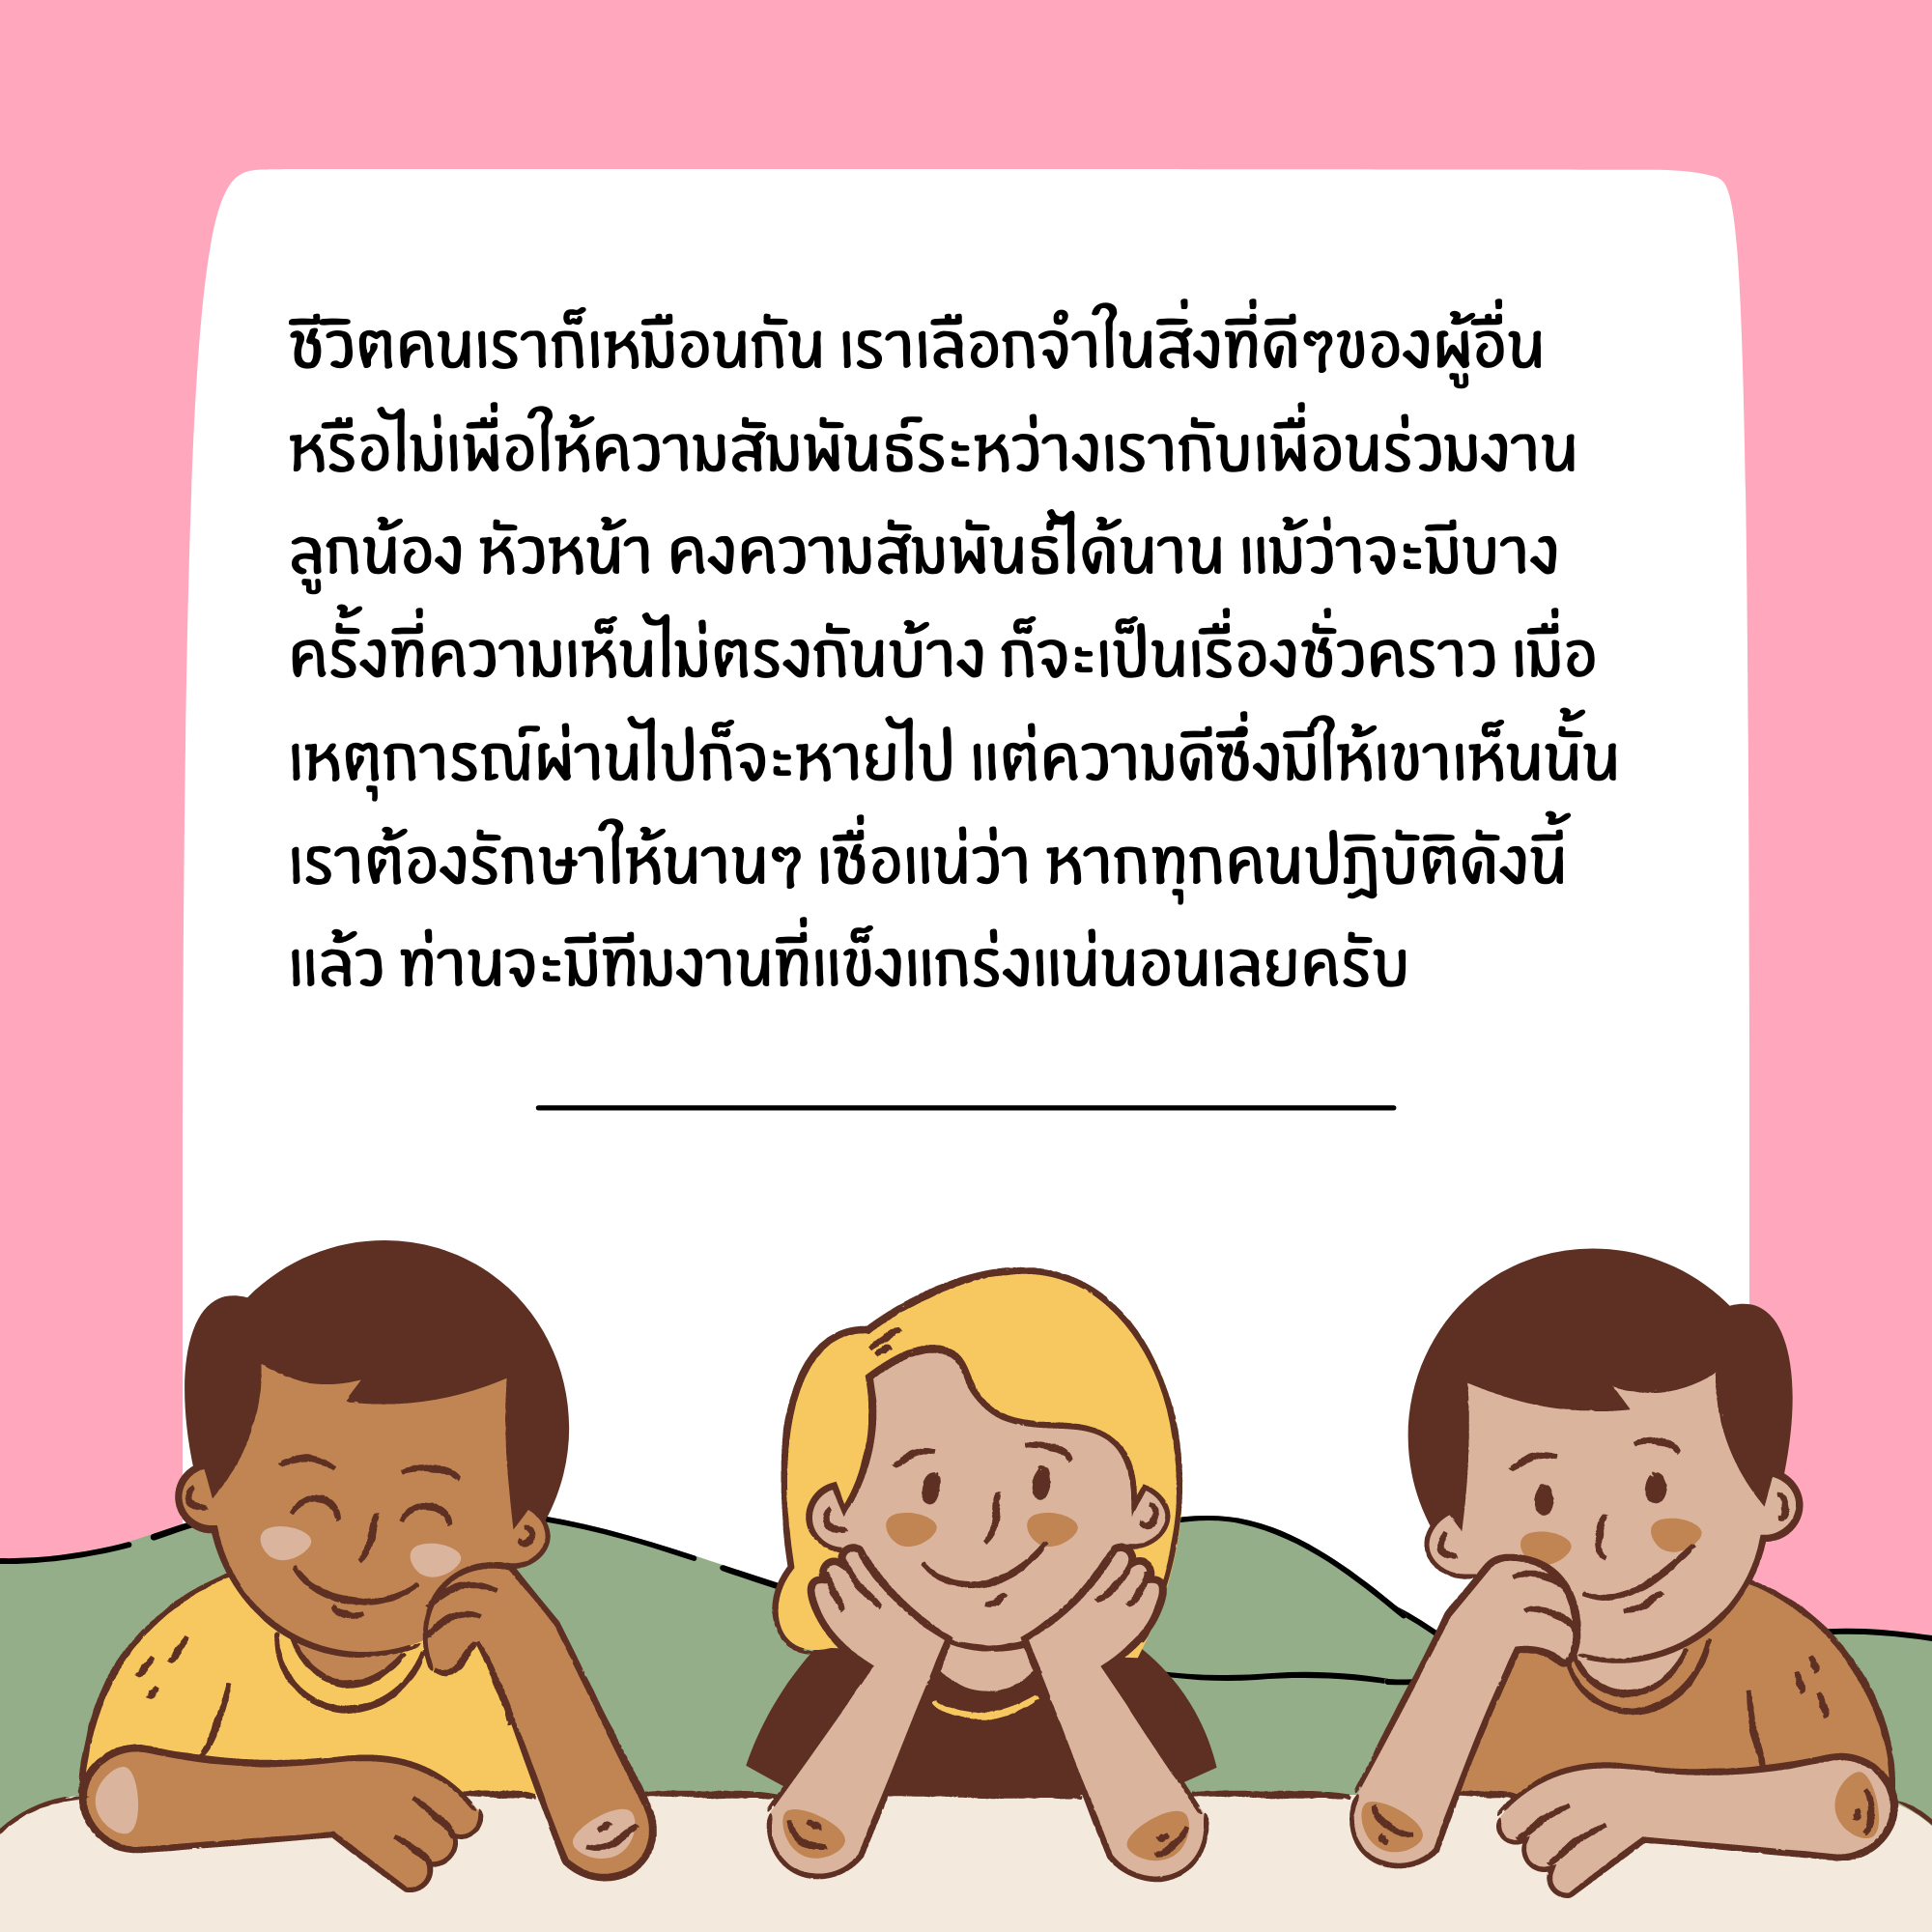 ชีวิตคนเราก็เหมือนกัน เราเลือกจำในสิ่งที่ดีๆของผู้อื่น
หรือไม่เพื่อให้ความสัมพันธ์ระหว่างเรากับเพื่อนร่วมงาน
ลูกน้อง หัวหน้า คงความสัมพันธ์ได้นาน แม้ว่าจะมีบาง
ครั้งที่ความเห็นไม่ตรงกันบ้าง ก็จะเป็นเรื่องชั่วคราว เมื่อ
เหตุการณ์ผ่านไปก็จะหายไป แต่ความดีซึ่งมีให้เขาเห็นนั้น
เราต้องรักษาให้นานๆ เชื่อแน่ว่า หากทุกคนปฏิบัติดังนี้
แล้ว ท่านจะมีทีมงานที่แข็งแกร่งแน่นอนเลยครับ